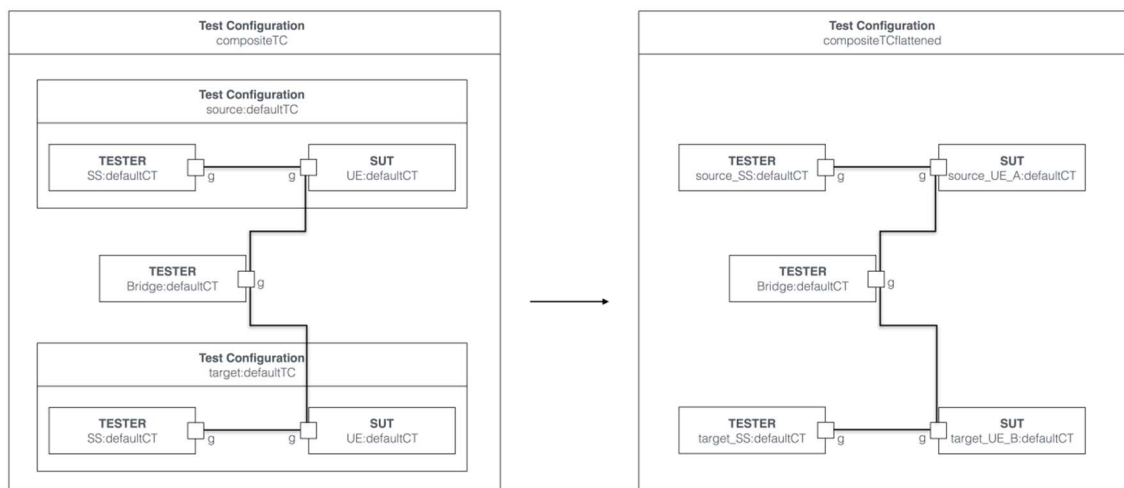 Test Configuration
compositeTC
Test Configuration
source:defaultTC
TESTER
SS:defaultCT
g
g
SUT
UE:defaultCT
TESTER
Bridge:defaultCT
g
Test Configuration
target:defaultTC
TESTER
SS:defaultCT
g
g
SUT
UE:defaultCT
Test Configuration
compositeTCflattened
TESTER
source_SS:defaultCT
g
g
SUT
source_UE_A:defaultCT
TESTER
Bridge:defaultCT
g
TESTER
target_SS:defaultCT
g
g
SUT
target_UE_B:defaultCT